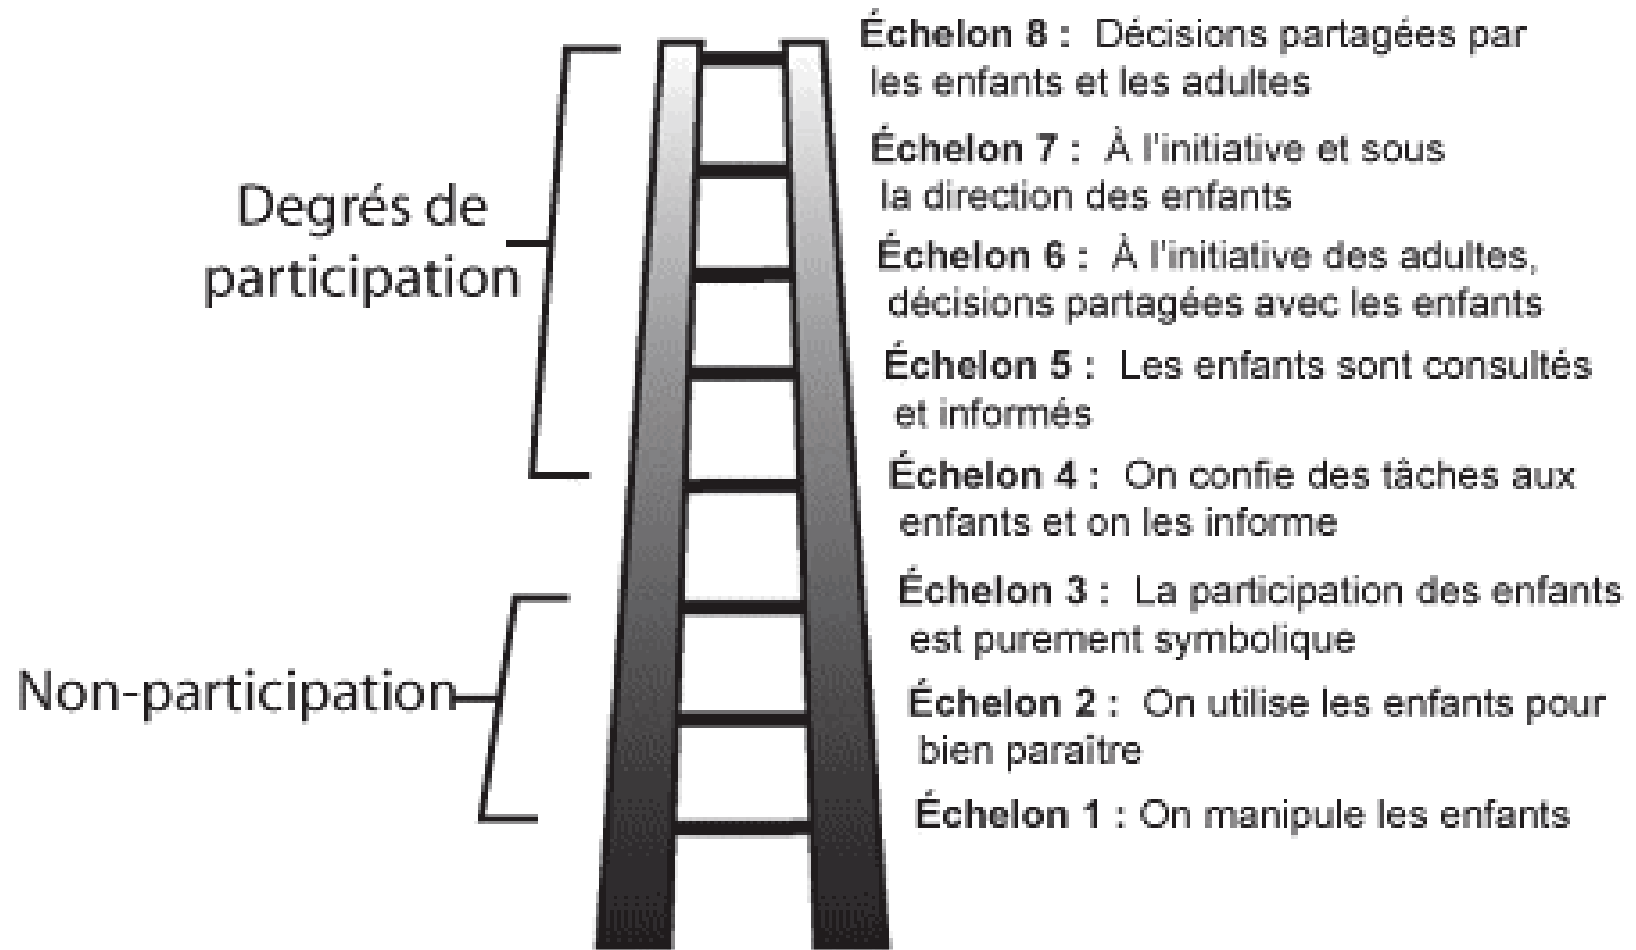 Échelon 8 : Décisions partagées par
les enfants et les adultes
Échelon 7 : À l'initiative et sous
la direction des enfants
Échelon 6 : À l'initiative des adultes,
décisions partagées avec les enfants
Échelon 5 : Les enfants sont consultés
et informés
Échelon 4 : On confie des tâches aux
enfants et on les informe
Échelon 3 : La participation des enfants
est purement symbolique
Échelon 2 : On utilise les enfants pour
bien paraître
Échelon 1 : On manipule les enfants
Degrés de
participation
Non-participation